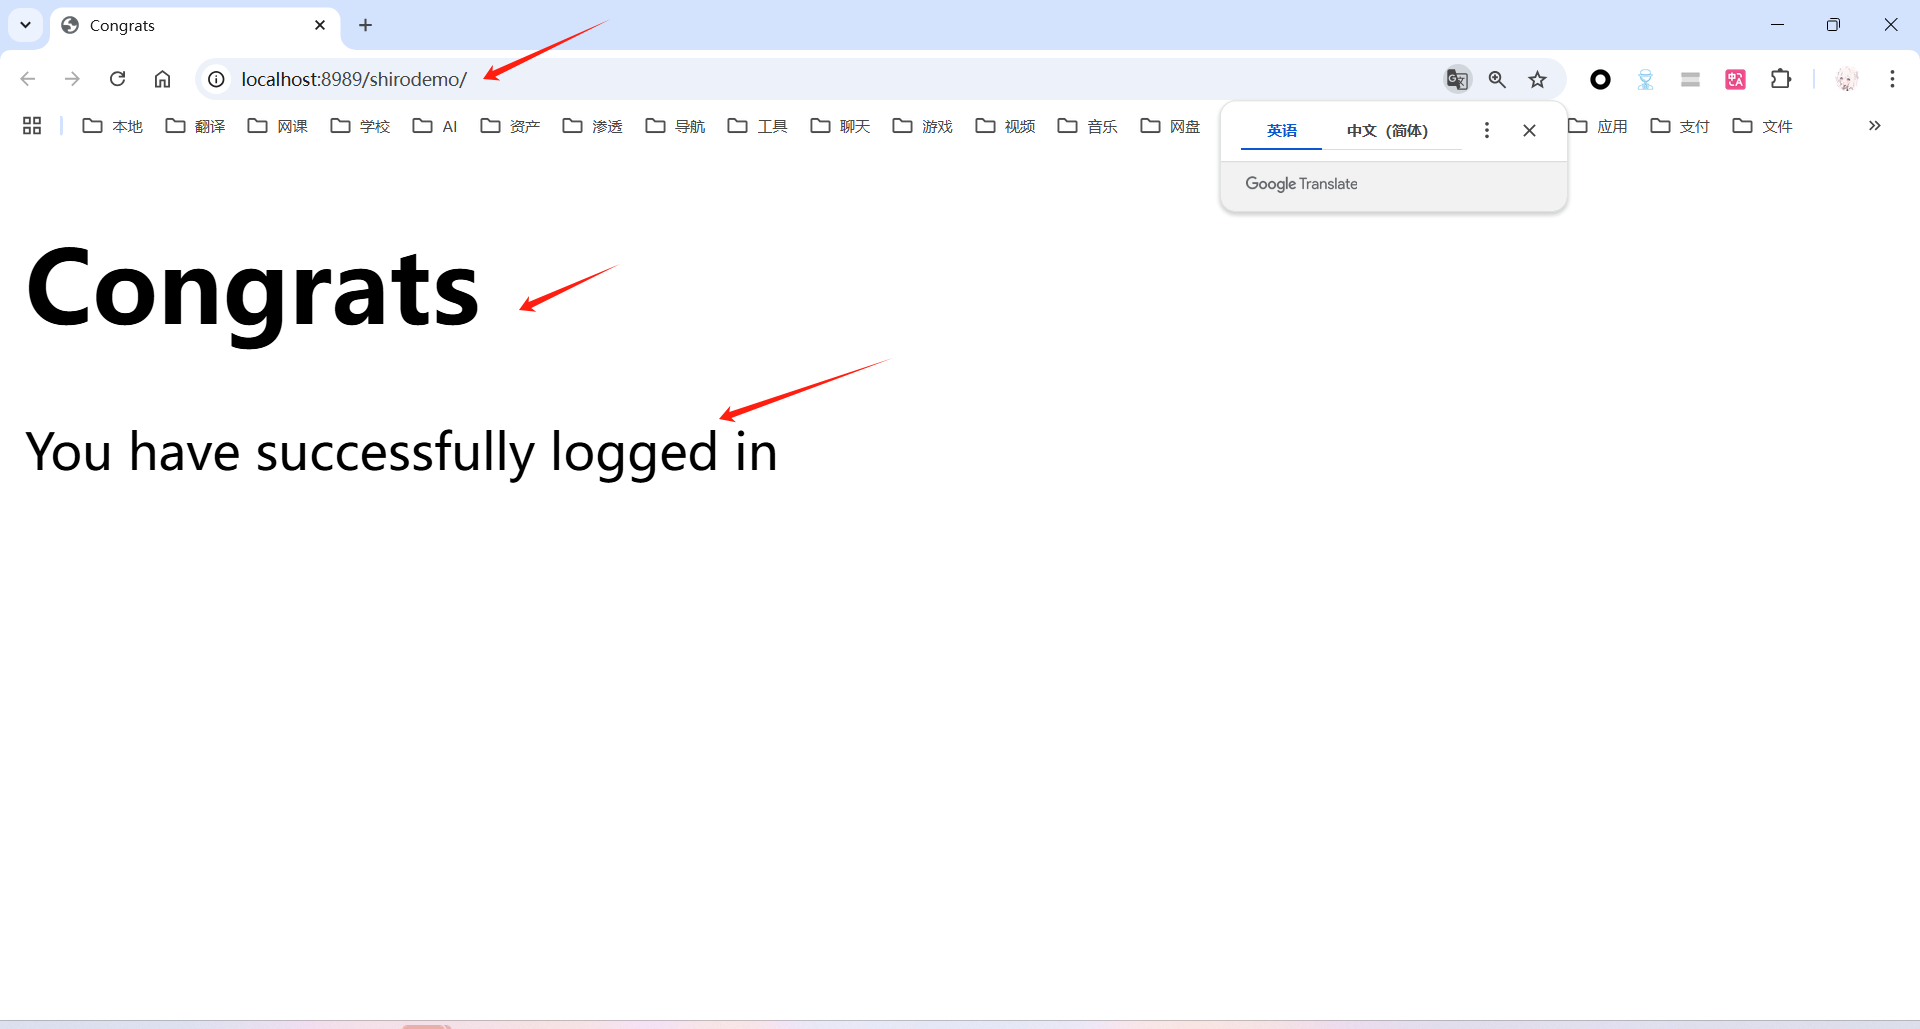 Congrats
localhost:8989/shirodemo/
本地 翻译 网课 学校 AI 资产 渗透 导航 工具 聊天 游戏 视频 音乐 网盘 应用 支付 文件
英语 中文 (简体)
Google Translate
Congrats
You have successfully logged in